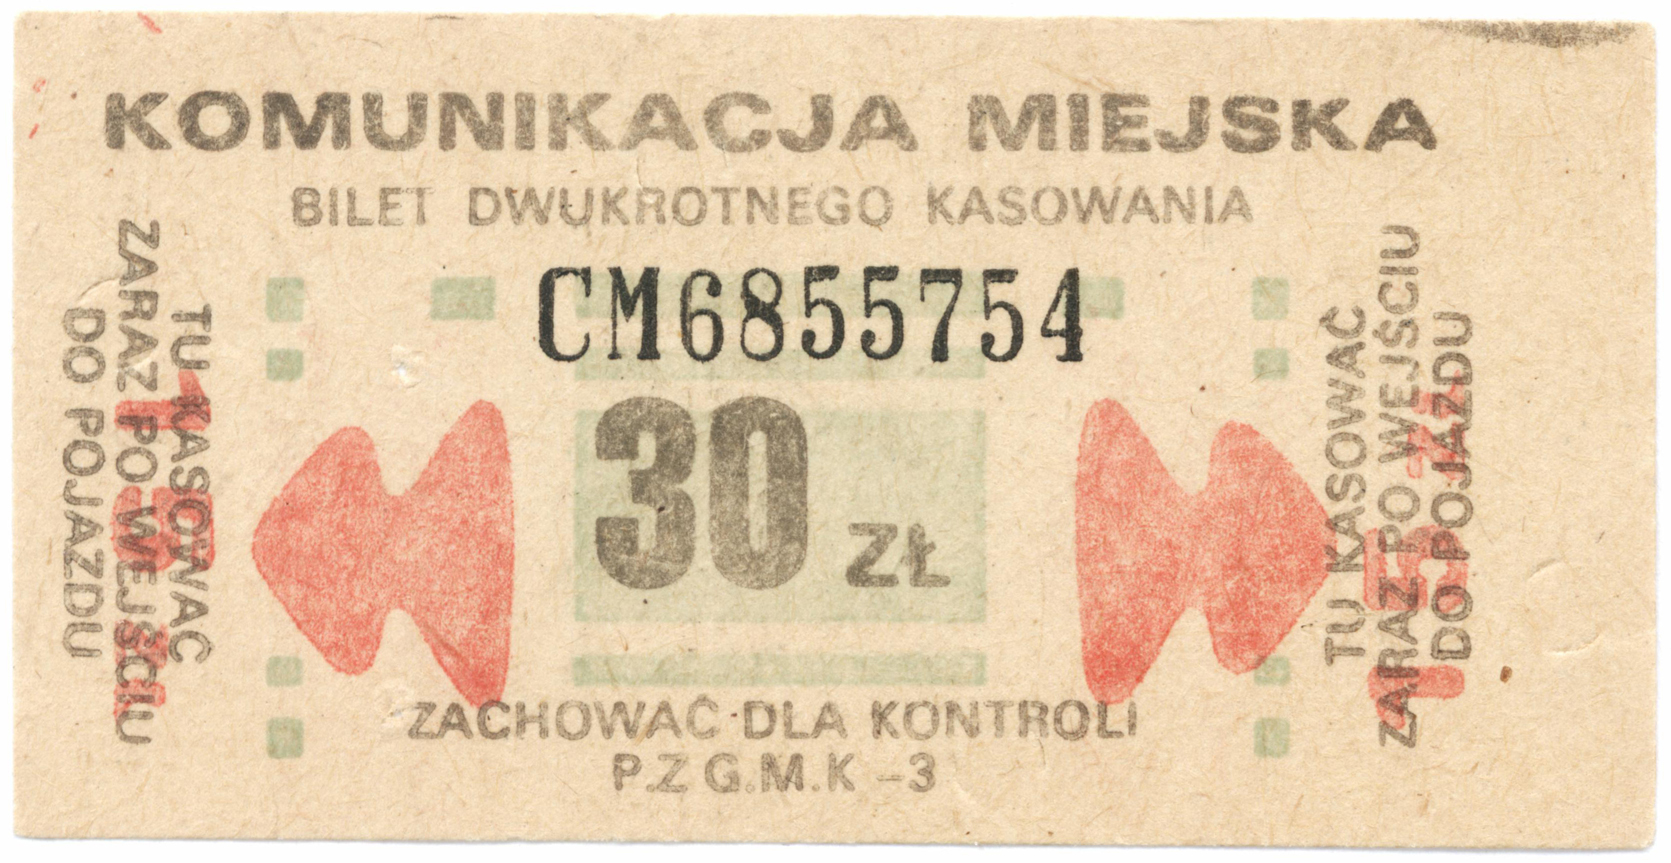 KOMUNIKACJA MIEJSKA
BILET DWUKROTNEGO KASOWANIA
CM6855754
30 ZŁ
ZACHOWAĆ DLA KONTROLI
P.Z G.M.K –3
TU KASOWAĆ
ZARAZ PO WEJŚCIU
DO POJAZDU
TU KASOWAĆ
ZARAZ PO WEJŚCIU
DO POJAZDU